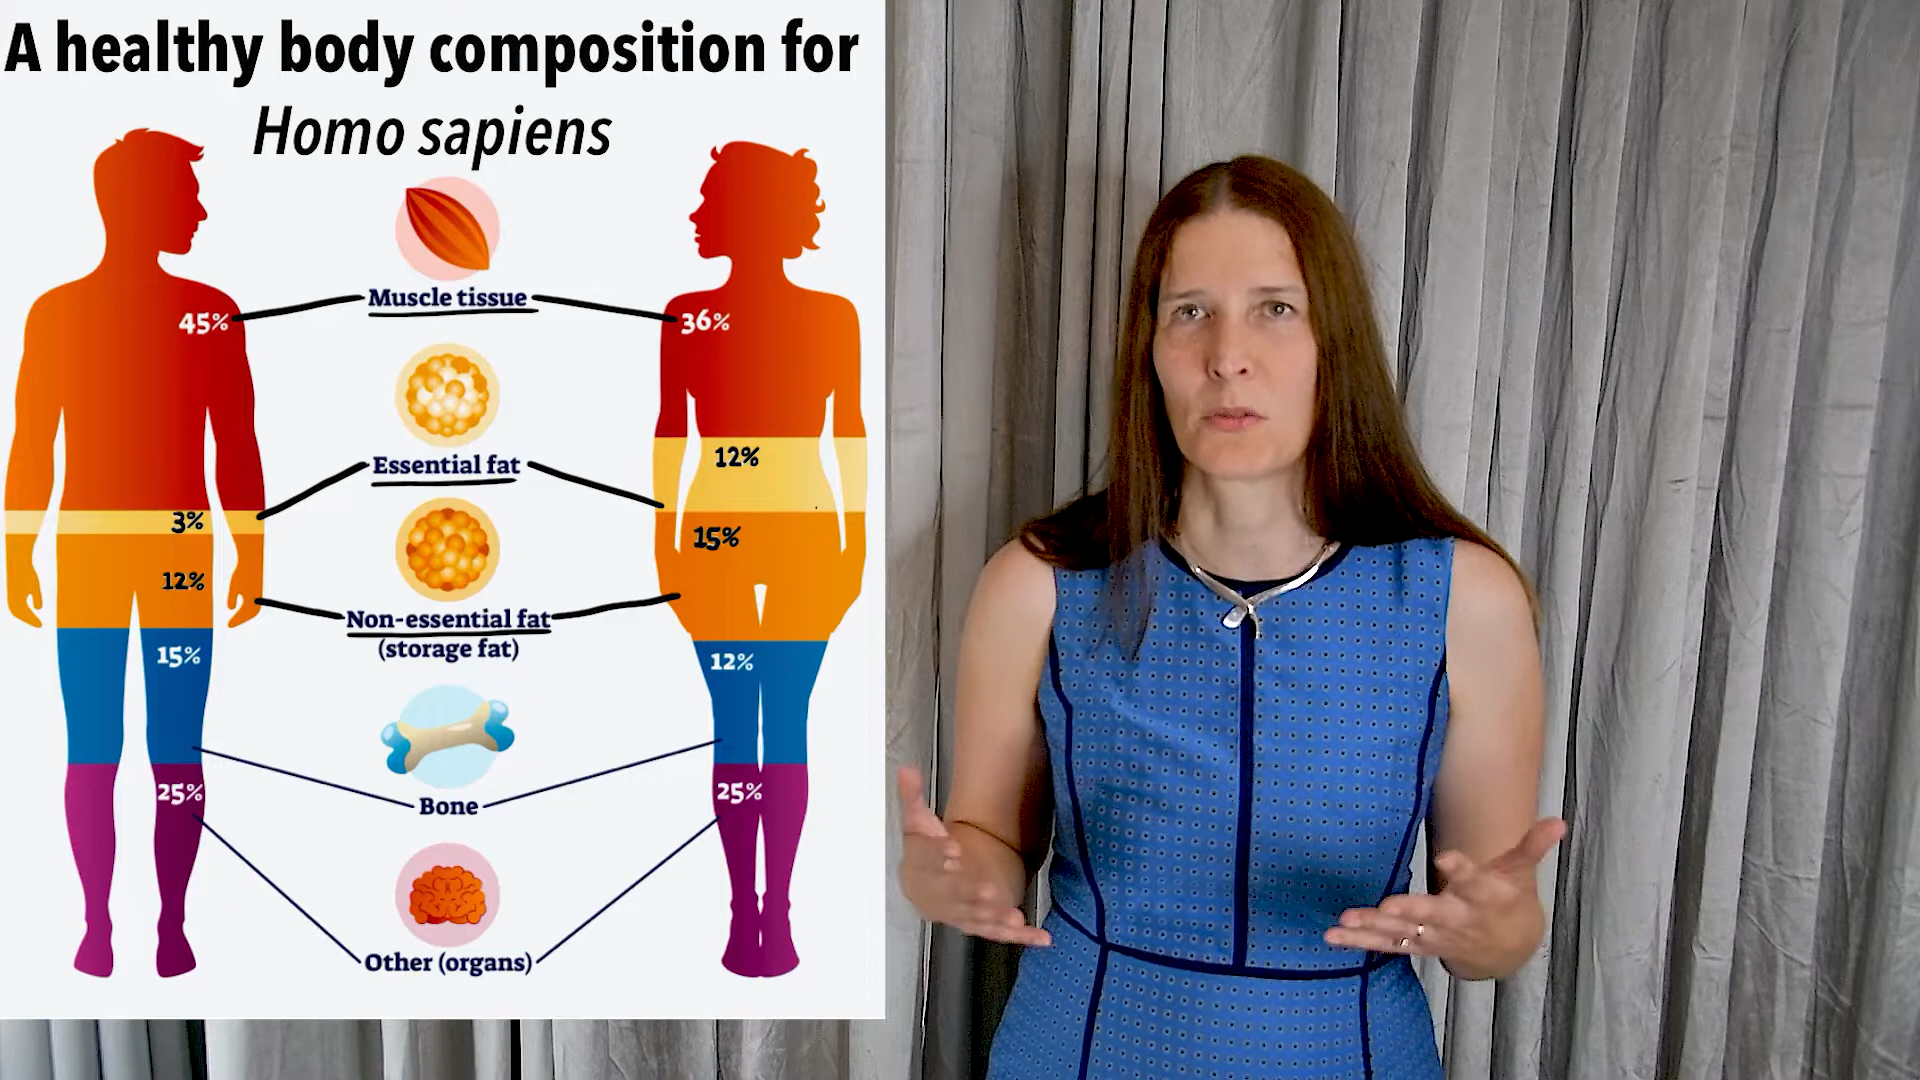 A healthy body composition for
Homo sapiens
Muscle tissue
45%
36%
12%
Essential fat
3%
15%
12%
Non-essential fat
(storage fat)
15%
12%
25%
25%
Bone
Other (organs)